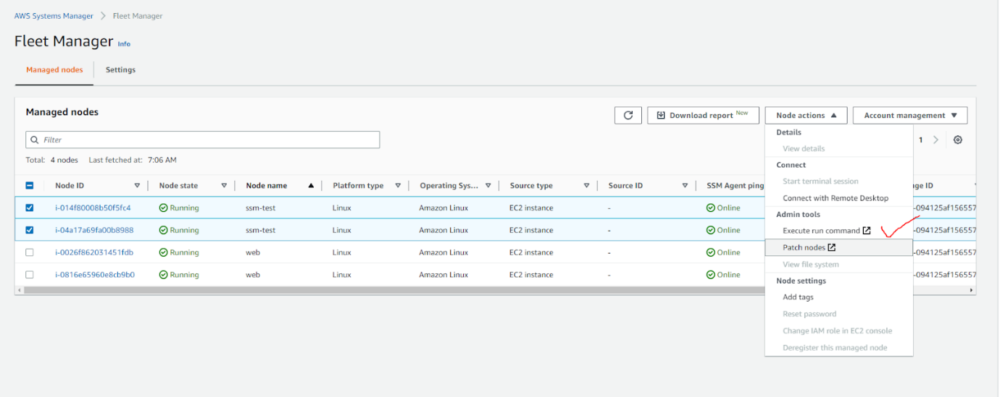 AWS Systems Manager > Fleet Manager
Fleet Manager Info
Managed nodes Settings
Managed nodes
Download report New Node actions Account management
Filter
1
Total: 4 nodes Last fetched at: 7:06 AM
Node ID Node state Node name Platform type Operating Sys... Source type Source ID SSM Agent ping ge ID
i-014f80008b50f5fc4 Running ssm-test Linux Amazon Linux EC2 instance - Online -094125af156557
i-04a17a69fa00b8988 Running ssm-test Linux Amazon Linux EC2 instance - Online -094125af156557
i-0026f862031451fdb Running web Linux Amazon Linux EC2 instance - Online -094125af156557
i-0816e65960e8cb9b0 Running web Linux Amazon Linux EC2 instance - Online -094125af156557
Details
View details
Connect
Start terminal session
Connect with Remote Desktop
Admin tools
Execute run command
Patch nodes
View file system
Node settings
Add tags
Reset password
Change IAM role in EC2 console
Deregister this managed node